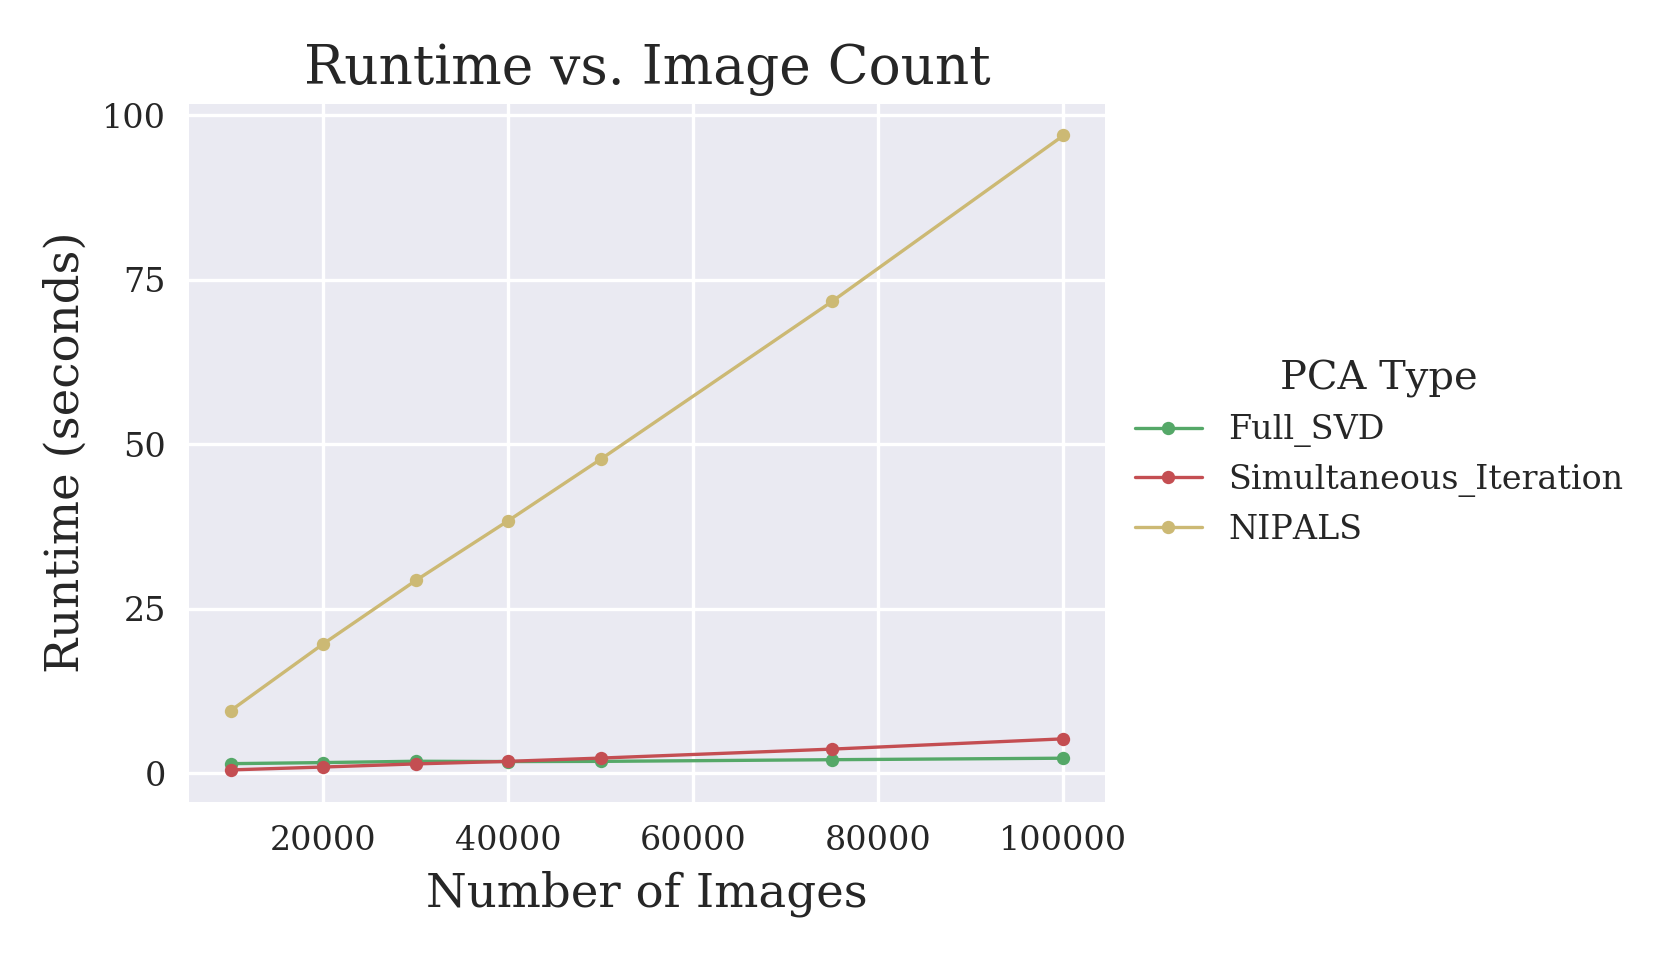 Runtime vs. Image Count
100
75
50
25
0
Runtime (seconds)
20000 40000 60000 80000 100000
Number of Images
PCA Type
Full_SVD
Simultaneous_Iteration
NIPALS